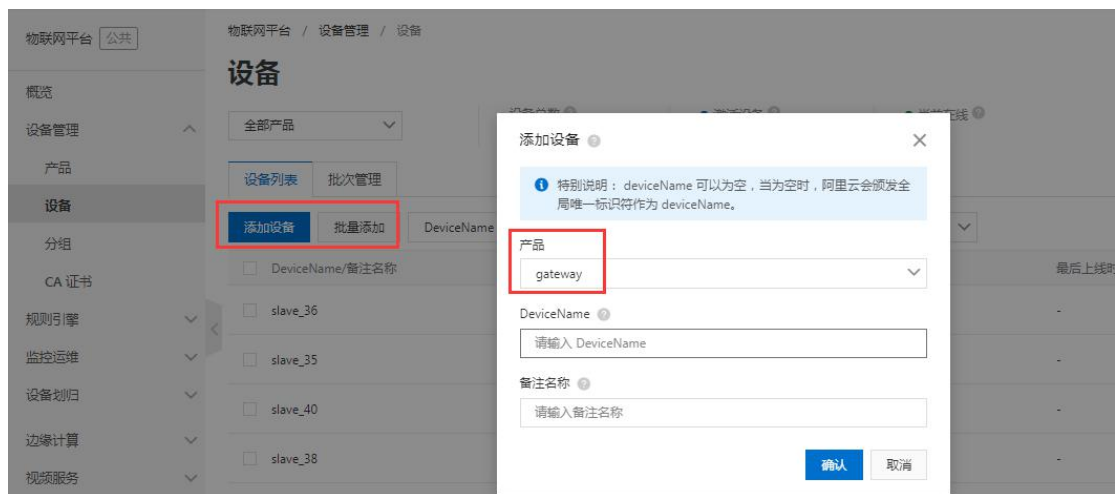 物联网平台 公共
概览
设备管理
产品
设备
分组
CA 证书
规则引擎
监控运维
设备划归
边缘计算
视频服务
物联网平台 / 设备管理 / 设备
设备
全部产品
设备列表 批次管理
添加设备 批量添加 DeviceName
DeviceName/备注名称
最后上线时
slave_36 -
slave_35 -
slave_40 -
slave_38 -
添加设备
特别说明： deviceName 可以为空，当为空时，阿里云会颁发全
局唯一标识符作为 deviceName。
产品
gateway
DeviceName
请输入 DeviceName
备注名称
请输入备注名称
确认 取消